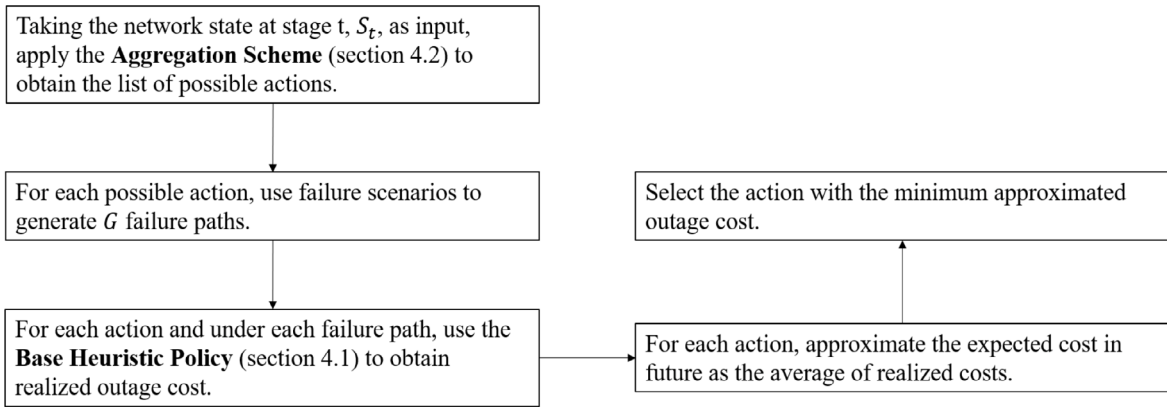 Taking the network state at stage t, S_t, as input,
apply the Aggregation Scheme (section 4.2) to
obtain the list of possible actions.
For each possible action, use failure scenarios to
generate G failure paths.
For each action and under each failure path, use the
Base Heuristic Policy (section 4.1) to obtain
realized outage cost.
For each action, approximate the expected cost in
future as the average of realized costs.
Select the action with the minimum approximated
outage cost.